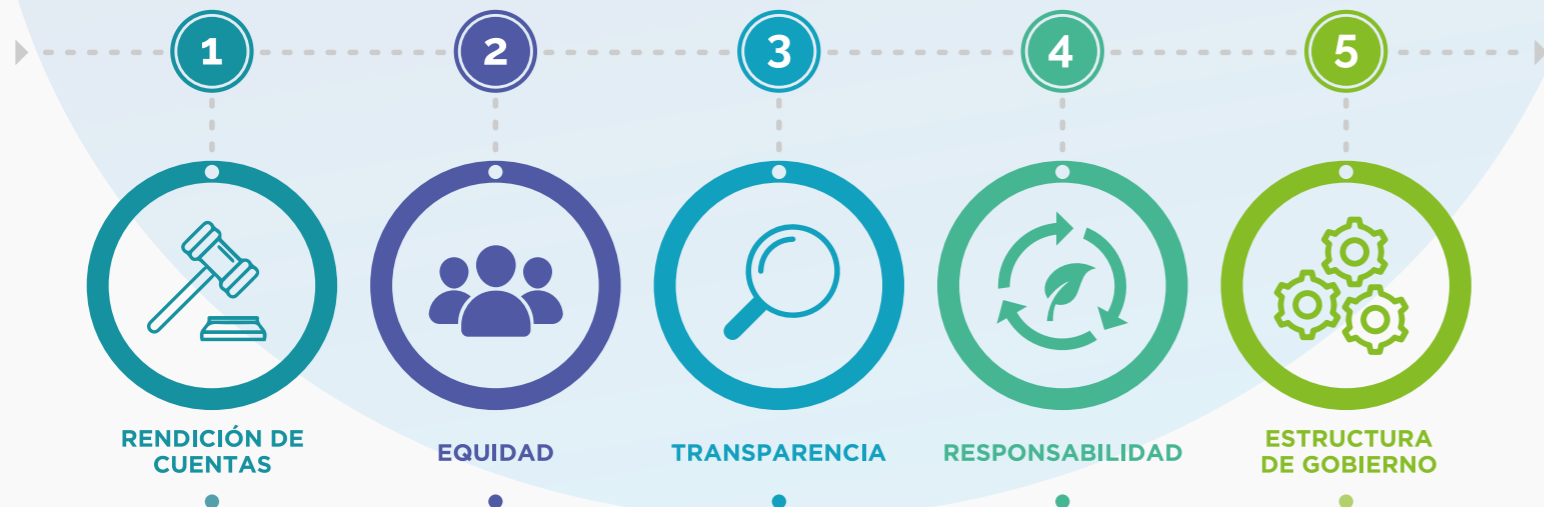 1
2
3
4
5
RENDICIÓN DE
CUENTAS
EQUIDAD
TRANSPARENCIA
RESPONSABILIDAD
ESTRUCTURA
DE GOBIERNO